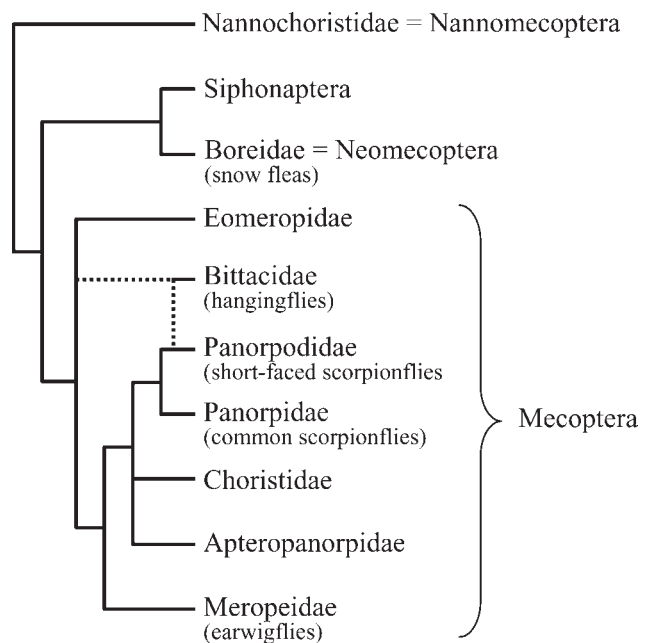 Nannochoristidae = Nannomecoptera
Siphonaptera
Boreidae = Neomecoptera
(snow fleas)
Eomeropidae
Bittacidae
(hangingflies)
Panorpodidae
(short-faced scorpionflies
Panorpidae
(common scorpionflies)
Mecoptera
Choristidae
Apteropanorpidae
Meropeidae
(earwigflies)